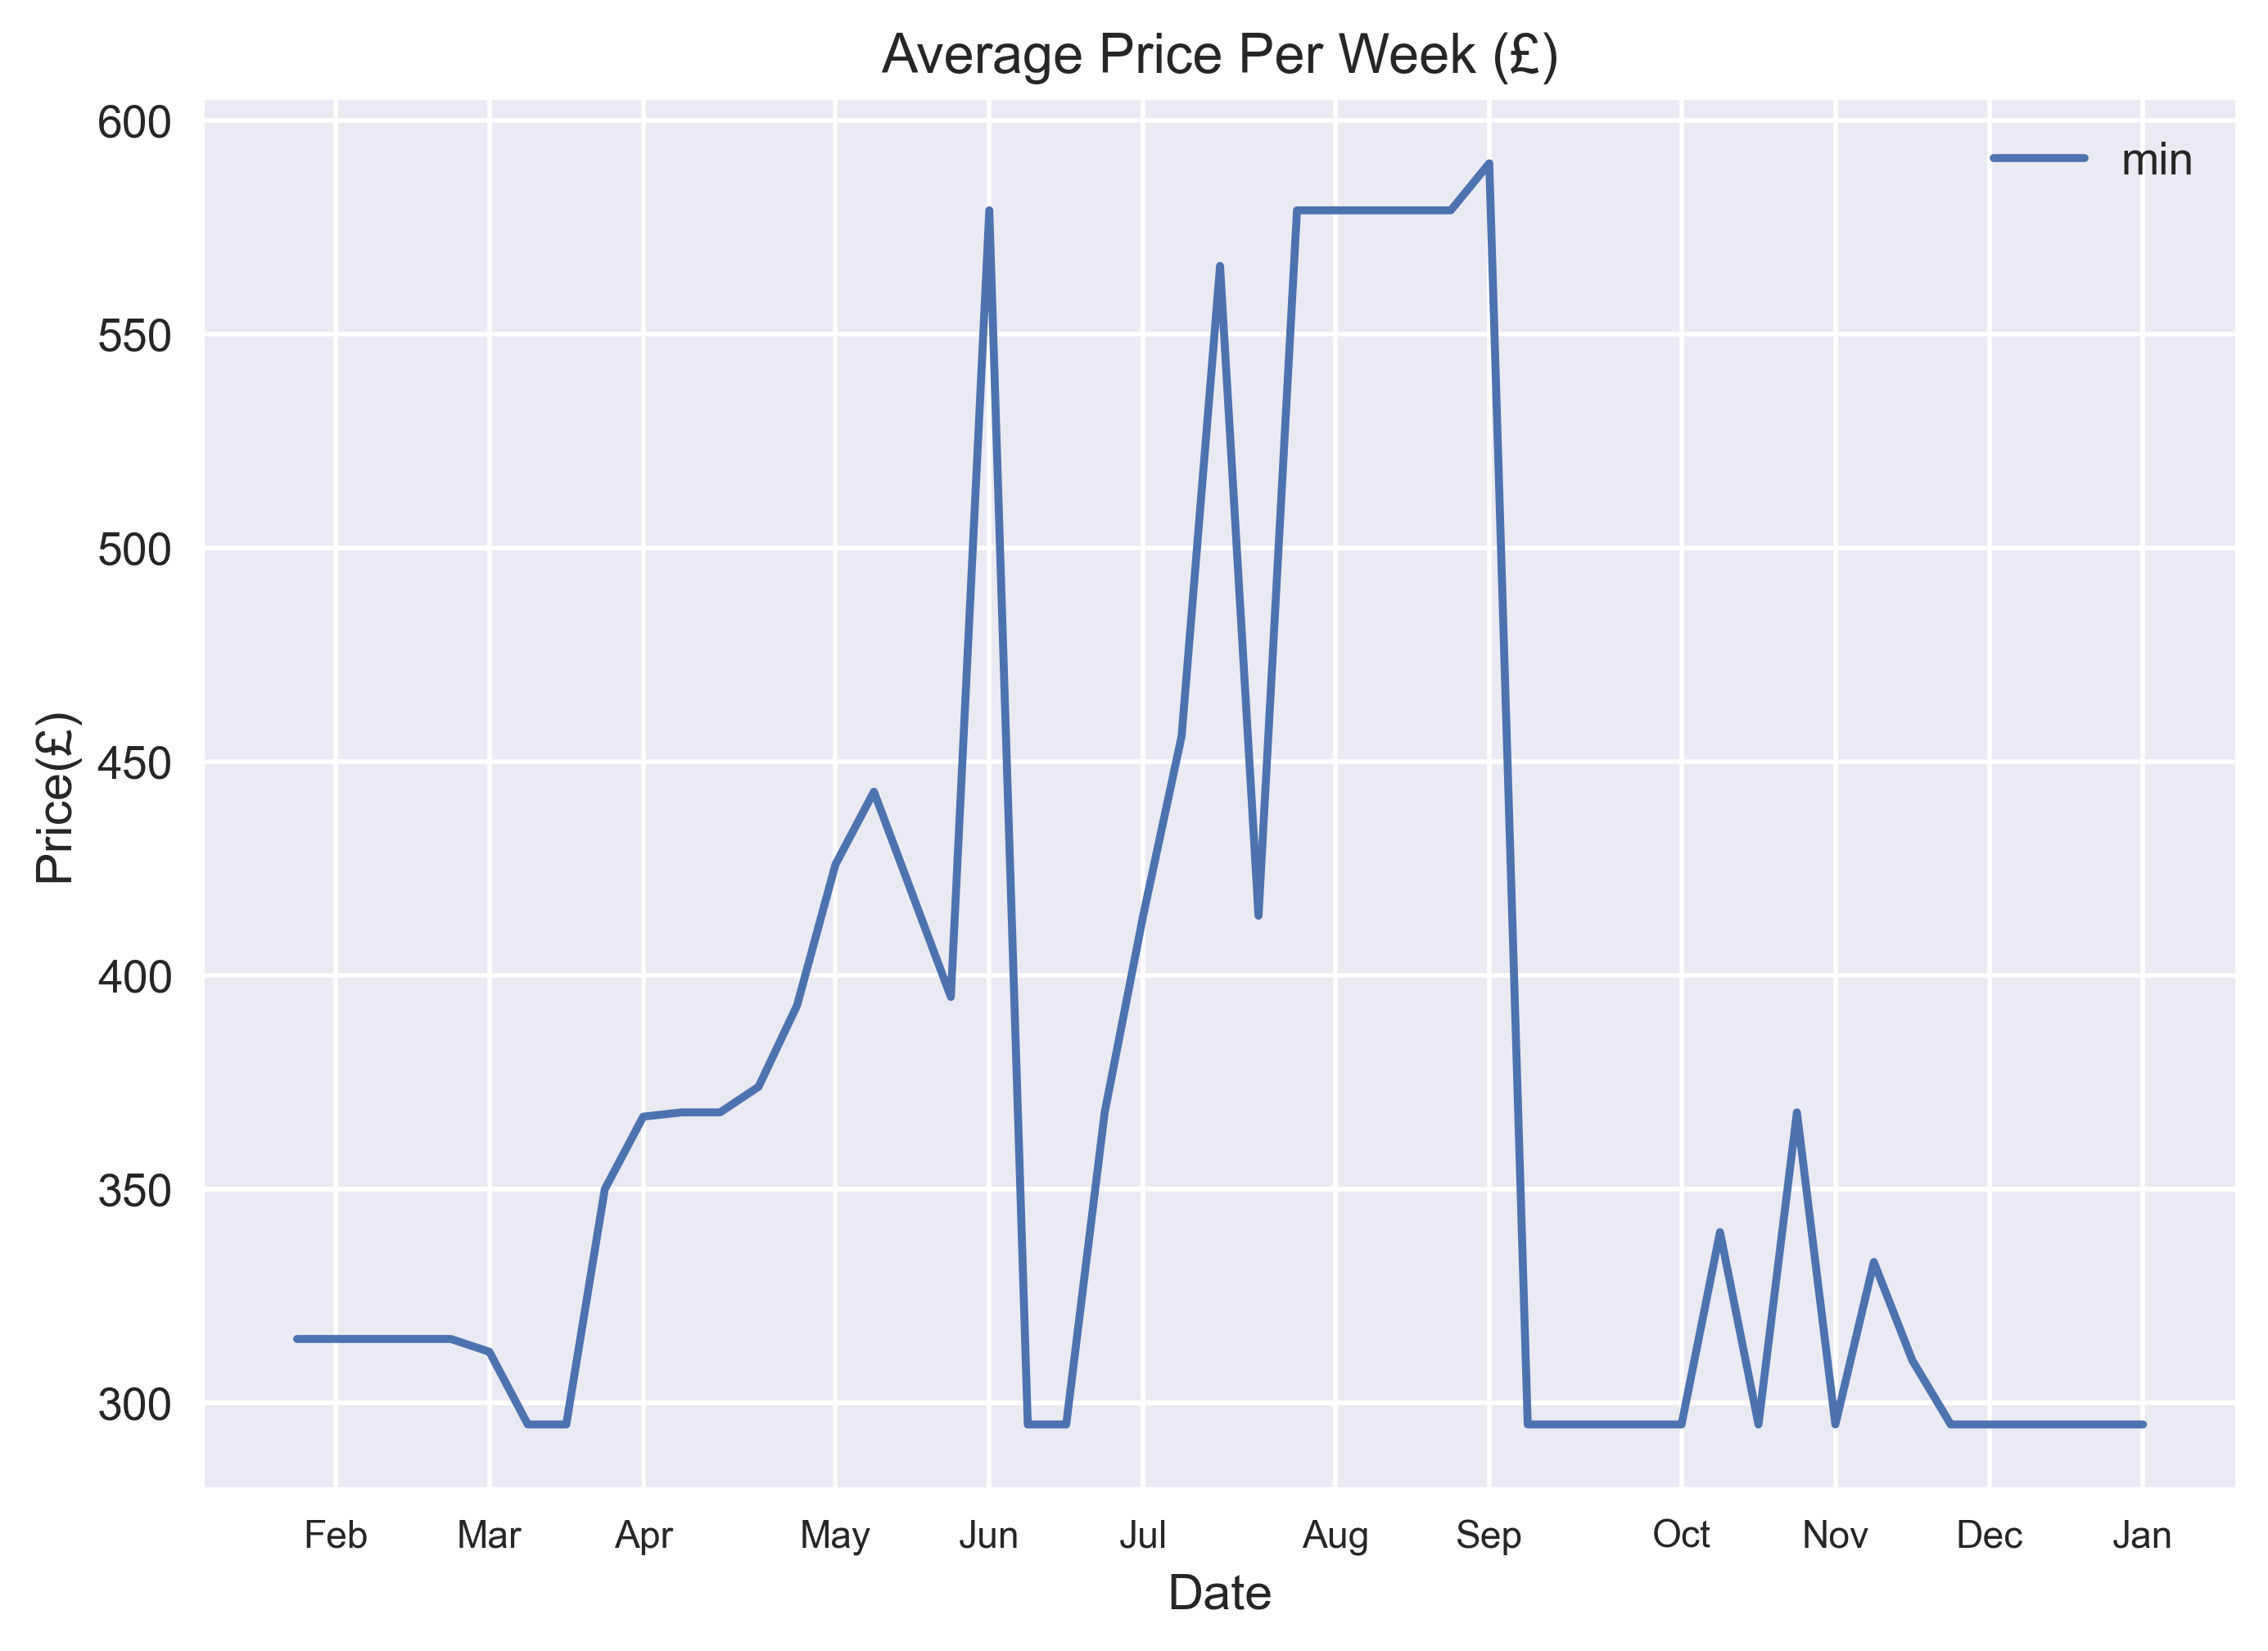 Average Price Per Week (£)
min
600
550
500
450
400
350
300
Price(£)
Feb Mar Apr May Jun Jul Aug Sep Oct Nov Dec Jan
Date